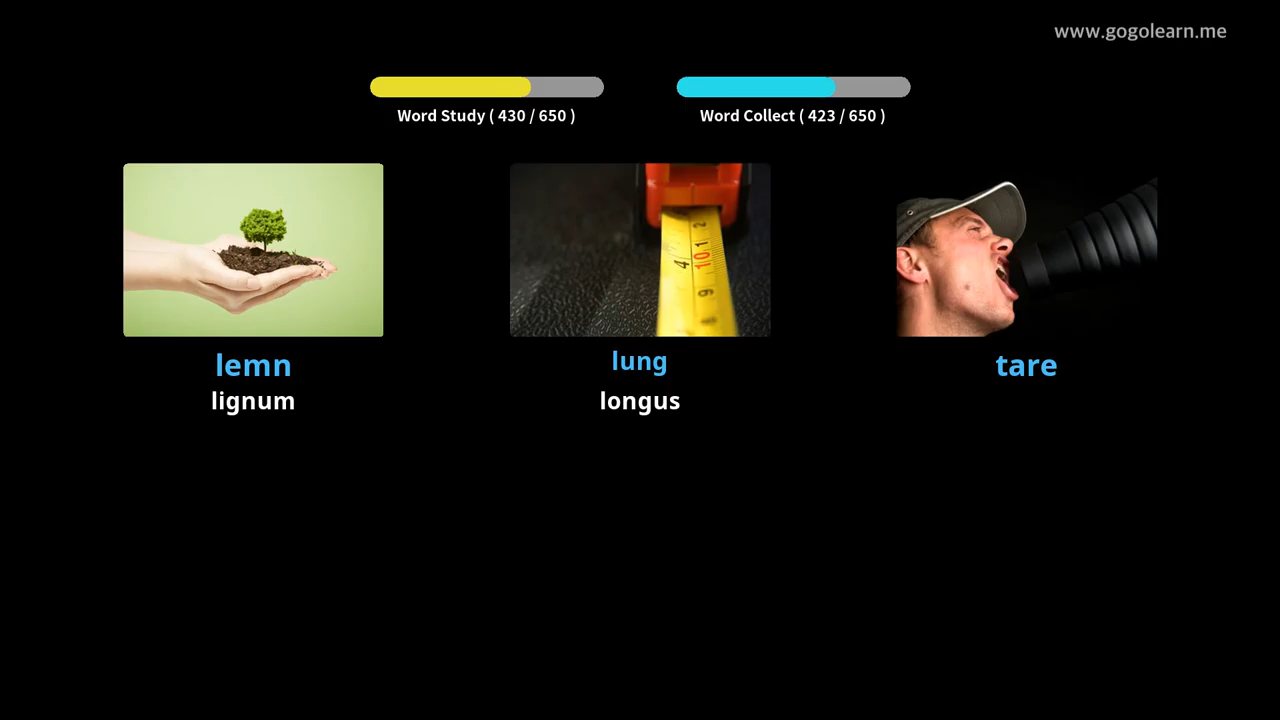 www.gogolearn.me
Word Study ( 430 / 650 )
Word Collect ( 423 / 650 )
lemn
lignum
lung
longus
tare